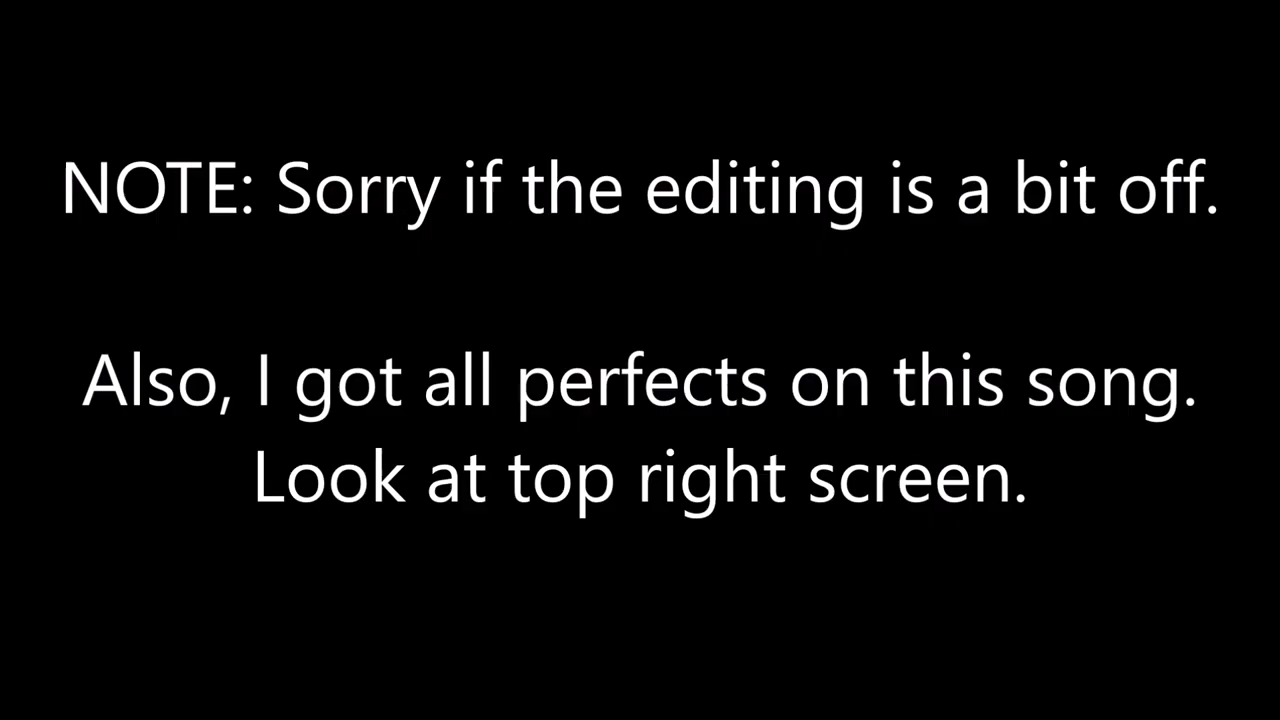 NOTE: Sorry if the editing is a bit off.
Also, I got all perfects on this song.
Look at top right screen.